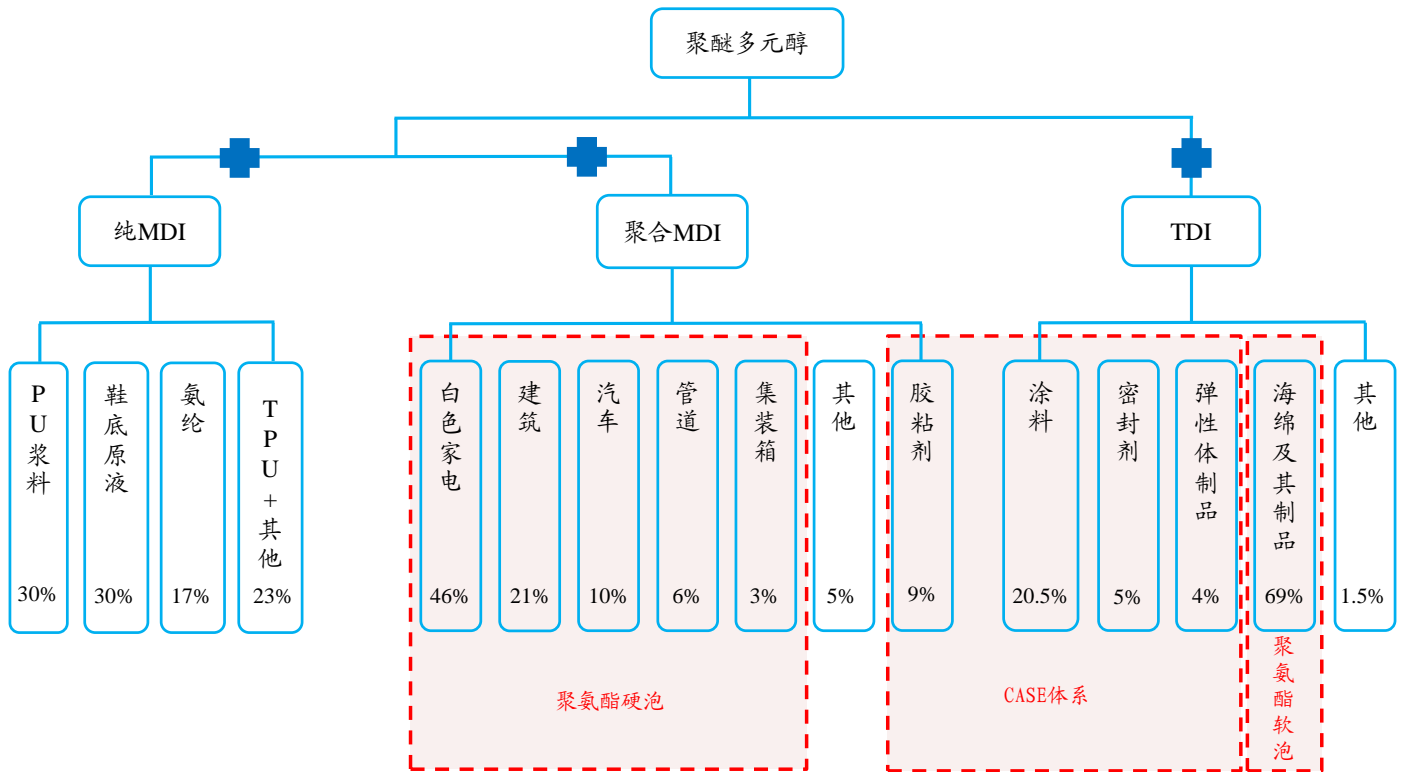 聚醚多元醇
纯MDI
聚合MDI
TDI
PU浆料
30%
鞋底原液
30%
氨纶
17%
TPU+其他
23%
白色家电
46%
建筑
21%
汽车
10%
管道
6%
集装箱
3%
其他
5%
胶粘剂
9%
涂料
20.5%
密封剂
5%
弹性体制品
4%
海绵及其制品
69%
其他
1.5%
聚氨酯硬泡
CASE体系
聚氨酯软泡